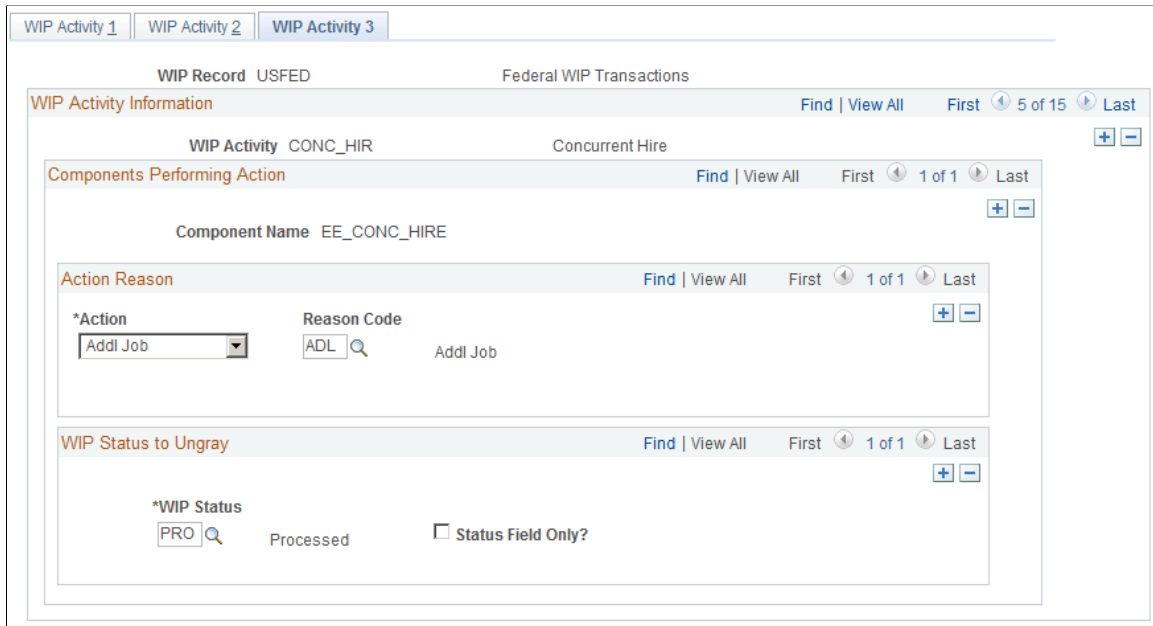 WIP Activity 1 WIP Activity 2 WIP Activity 3
WIP Record USFED Federal WIP Transactions
WIP Activity Information Find | View All First 5 of 15 Last
WIP Activity CONC_HIR Concurrent Hire
Components Performing Action Find | View All First 1 of 1 Last
Component Name EE_CONC_HIRE
Action Reason Find | View All First 1 of 1 Last
*Action Reason Code
Addl Job ADL Addl Job
WIP Status to Ungray Find | View All First 1 of 1 Last
*WIP Status
PRO Processed Status Field Only?